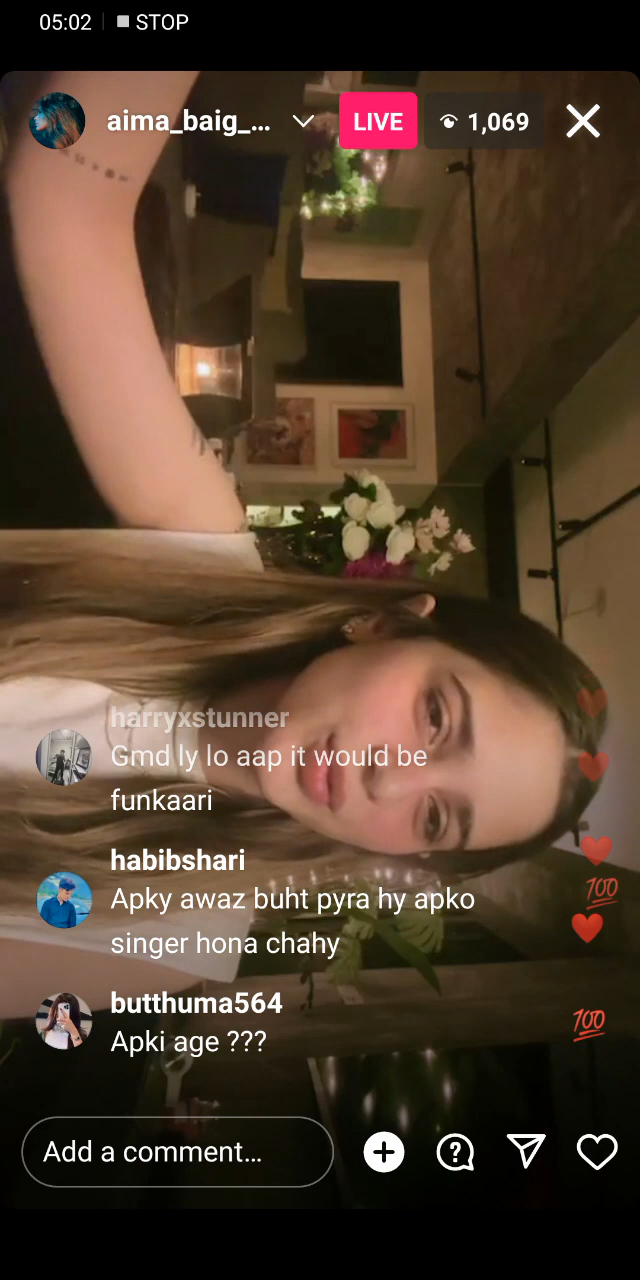 05:02 STOP
aima_baig_... LIVE 1,069
harryxstunner
Gmd ly lo aap it would be
funkaari
habibshari
Apky awaz buht pyra hy apko
singer hona chahy
butthuma564
Apki age ???
Add a comment...